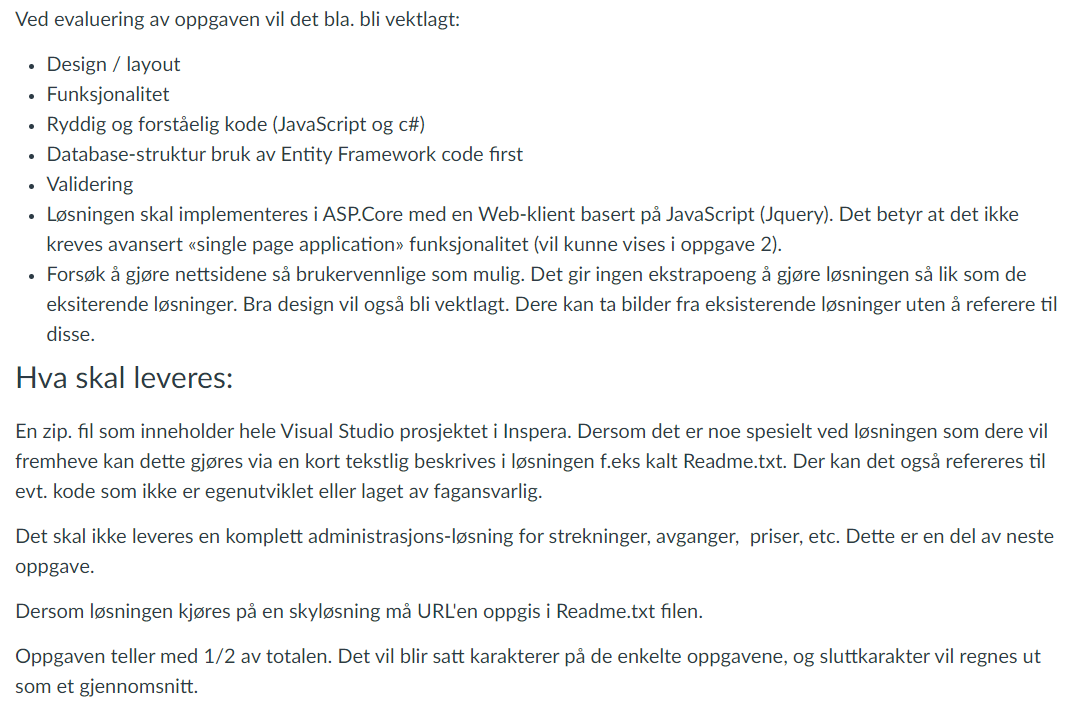 Ved evaluering av oppgaven vil det bla. bli vektlagt:
• Design / layout
• Funksjonalitet
• Ryddig og forståelig kode (JavaScript og c#)
• Database-struktur bruk av Entity Framework code first
• Validering
• Løsningen skal implementeres i ASP.Core med en Web-klient basert på JavaScript (Jquery). Det betyr at det ikke
kreves avansert «single page application» funksjonalitet (vil kunne vises i oppgave 2).
• Forsøk å gjøre nettsidene så brukervennlige som mulig. Det gir ingen ekstrapoeng å gjøre løsningen så lik som de
eksiterende løsninger. Bra design vil også bli vektlagt. Dere kan ta bilder fra eksisterende løsninger uten å referere til
disse.
Hva skal leveres:
En zip. fil som inneholder hele Visual Studio prosjektet i Inspera. Dersom det er noe spesielt ved løsningen som dere vil
fremheve kan dette gjøres via en kort tekstlig beskrives i løsningen f.eks kalt Readme.txt. Der kan det også refereres til
evt. kode som ikke er egenutviklet eller laget av fagansvarlig.
Det skal ikke leveres en komplett administrasjons-løsning for strekninger, avganger,  priser, etc. Dette er en del av neste
oppgave.
Dersom løsningen kjøres på en skyløsning må URL'en oppgis i Readme.txt filen.
Oppgaven teller med 1/2 av totalen. Det vil blir satt karakterer på de enkelte oppgavene, og sluttkarakter vil regnes ut
som et gjennomsnitt.